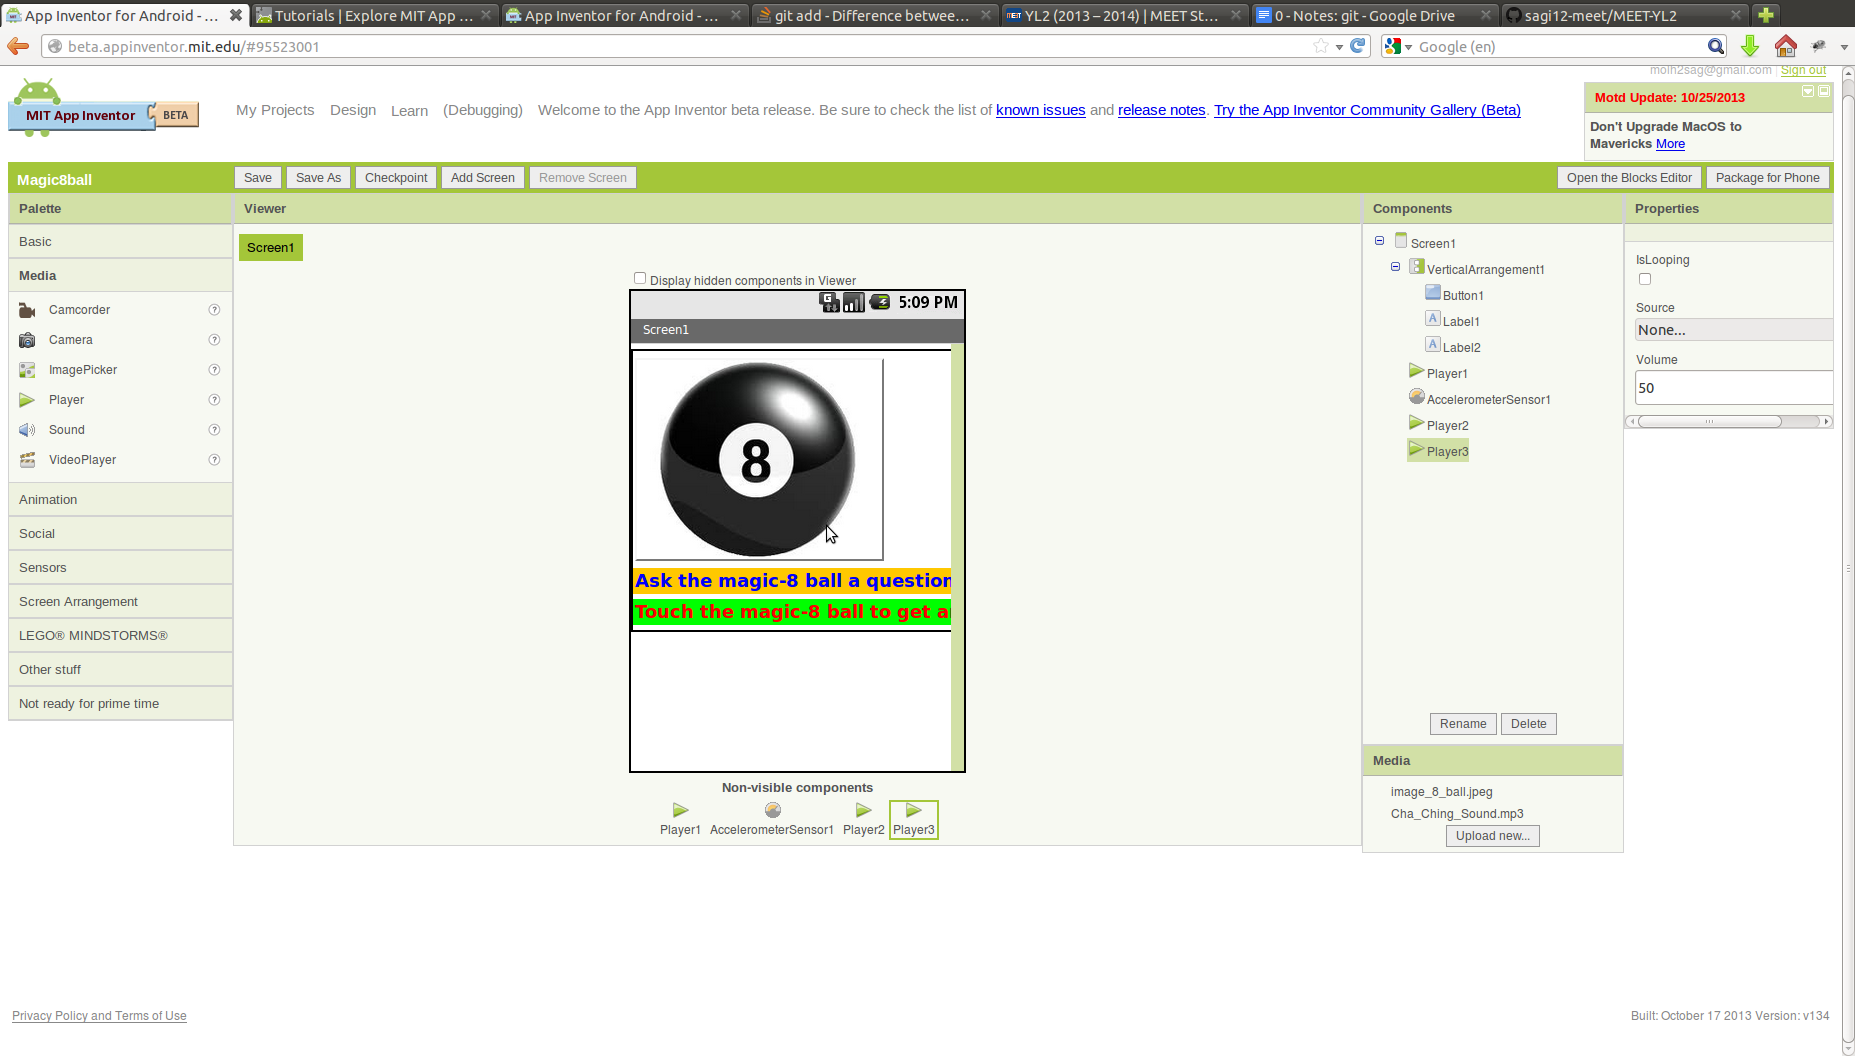 App Inventor for Android - ...
Tutorials | Explore MIT App ...
App Inventor for Android - ...
git add - Difference betwee...
YL2 (2013 – 2014) | MEET St...
0 - Notes: git - Google Drive
sagi12-meet/MEET-YL2
beta.appinventor.mit.edu/#95523001
Google (en)
molh2sag@gmail.com | Sign out
MIT App Inventor BETA
My Projects Design Learn (Debugging) Welcome to the App Inventor beta release. Be sure to check the list of known issues and release notes. Try the App Inventor Community Gallery (Beta)
Motd Update: 10/25/2013
Don't Upgrade MacOS to
Mavericks More
Magic8ball
Save Save As Checkpoint Add Screen Remove Screen
Open the Blocks Editor Package for Phone
Palette
Basic
Media
Camcorder ?
Camera ?
ImagePicker ?
Player ?
Sound ?
VideoPlayer ?
Animation
Social
Sensors
Screen Arrangement
LEGO® MINDSTORMS®
Other stuff
Not ready for prime time
Viewer
Screen1
Display hidden components in Viewer
G 5:09 PM
Screen1
8
Ask the magic-8 ball a question
Touch the magic-8 ball to get a
Non-visible components
Player1 AccelerometerSensor1 Player2 Player3
Components
Screen1
VerticalArrangement1
Button1
A Label1
A Label2
Player1
AccelerometerSensor1
Player2
Player3
Rename Delete
Media
image_8_ball.jpeg
Cha_Ching_Sound.mp3
Upload new...
Properties
IsLooping
Source
None...
Volume
50
Privacy Policy and Terms of Use
Built: October 17 2013 Version: v134